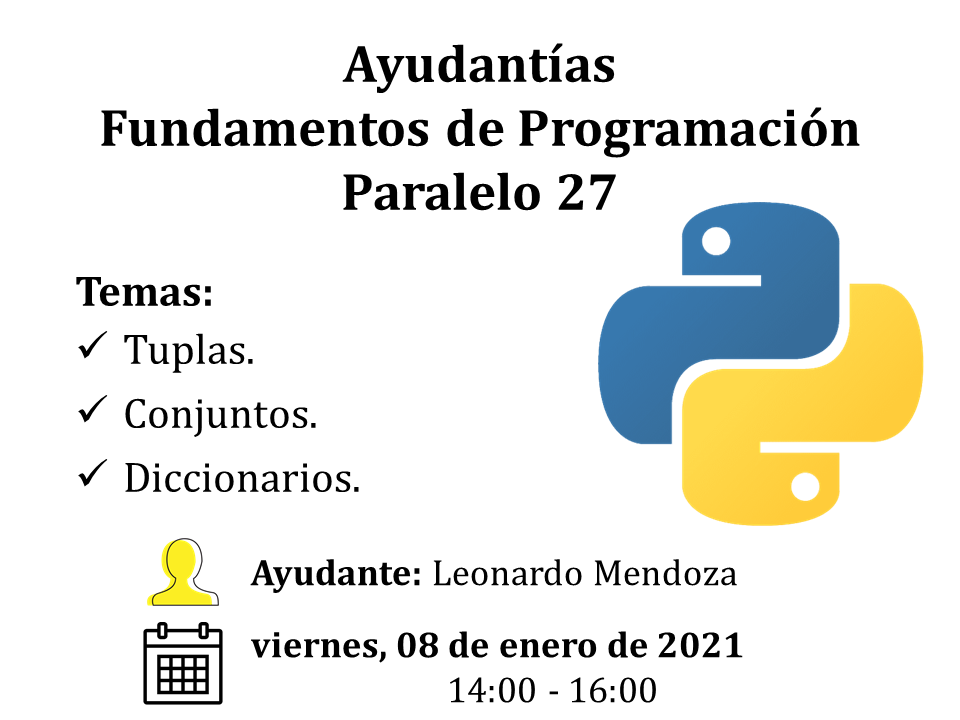 Ayudantías
Fundamentos de Programación
Paralelo 27
Temas:
✓ Tuplas.
✓ Conjuntos.
✓ Diccionarios.
Ayudante: Leonardo Mendoza
viernes, 08 de enero de 2021
14:00 - 16:00